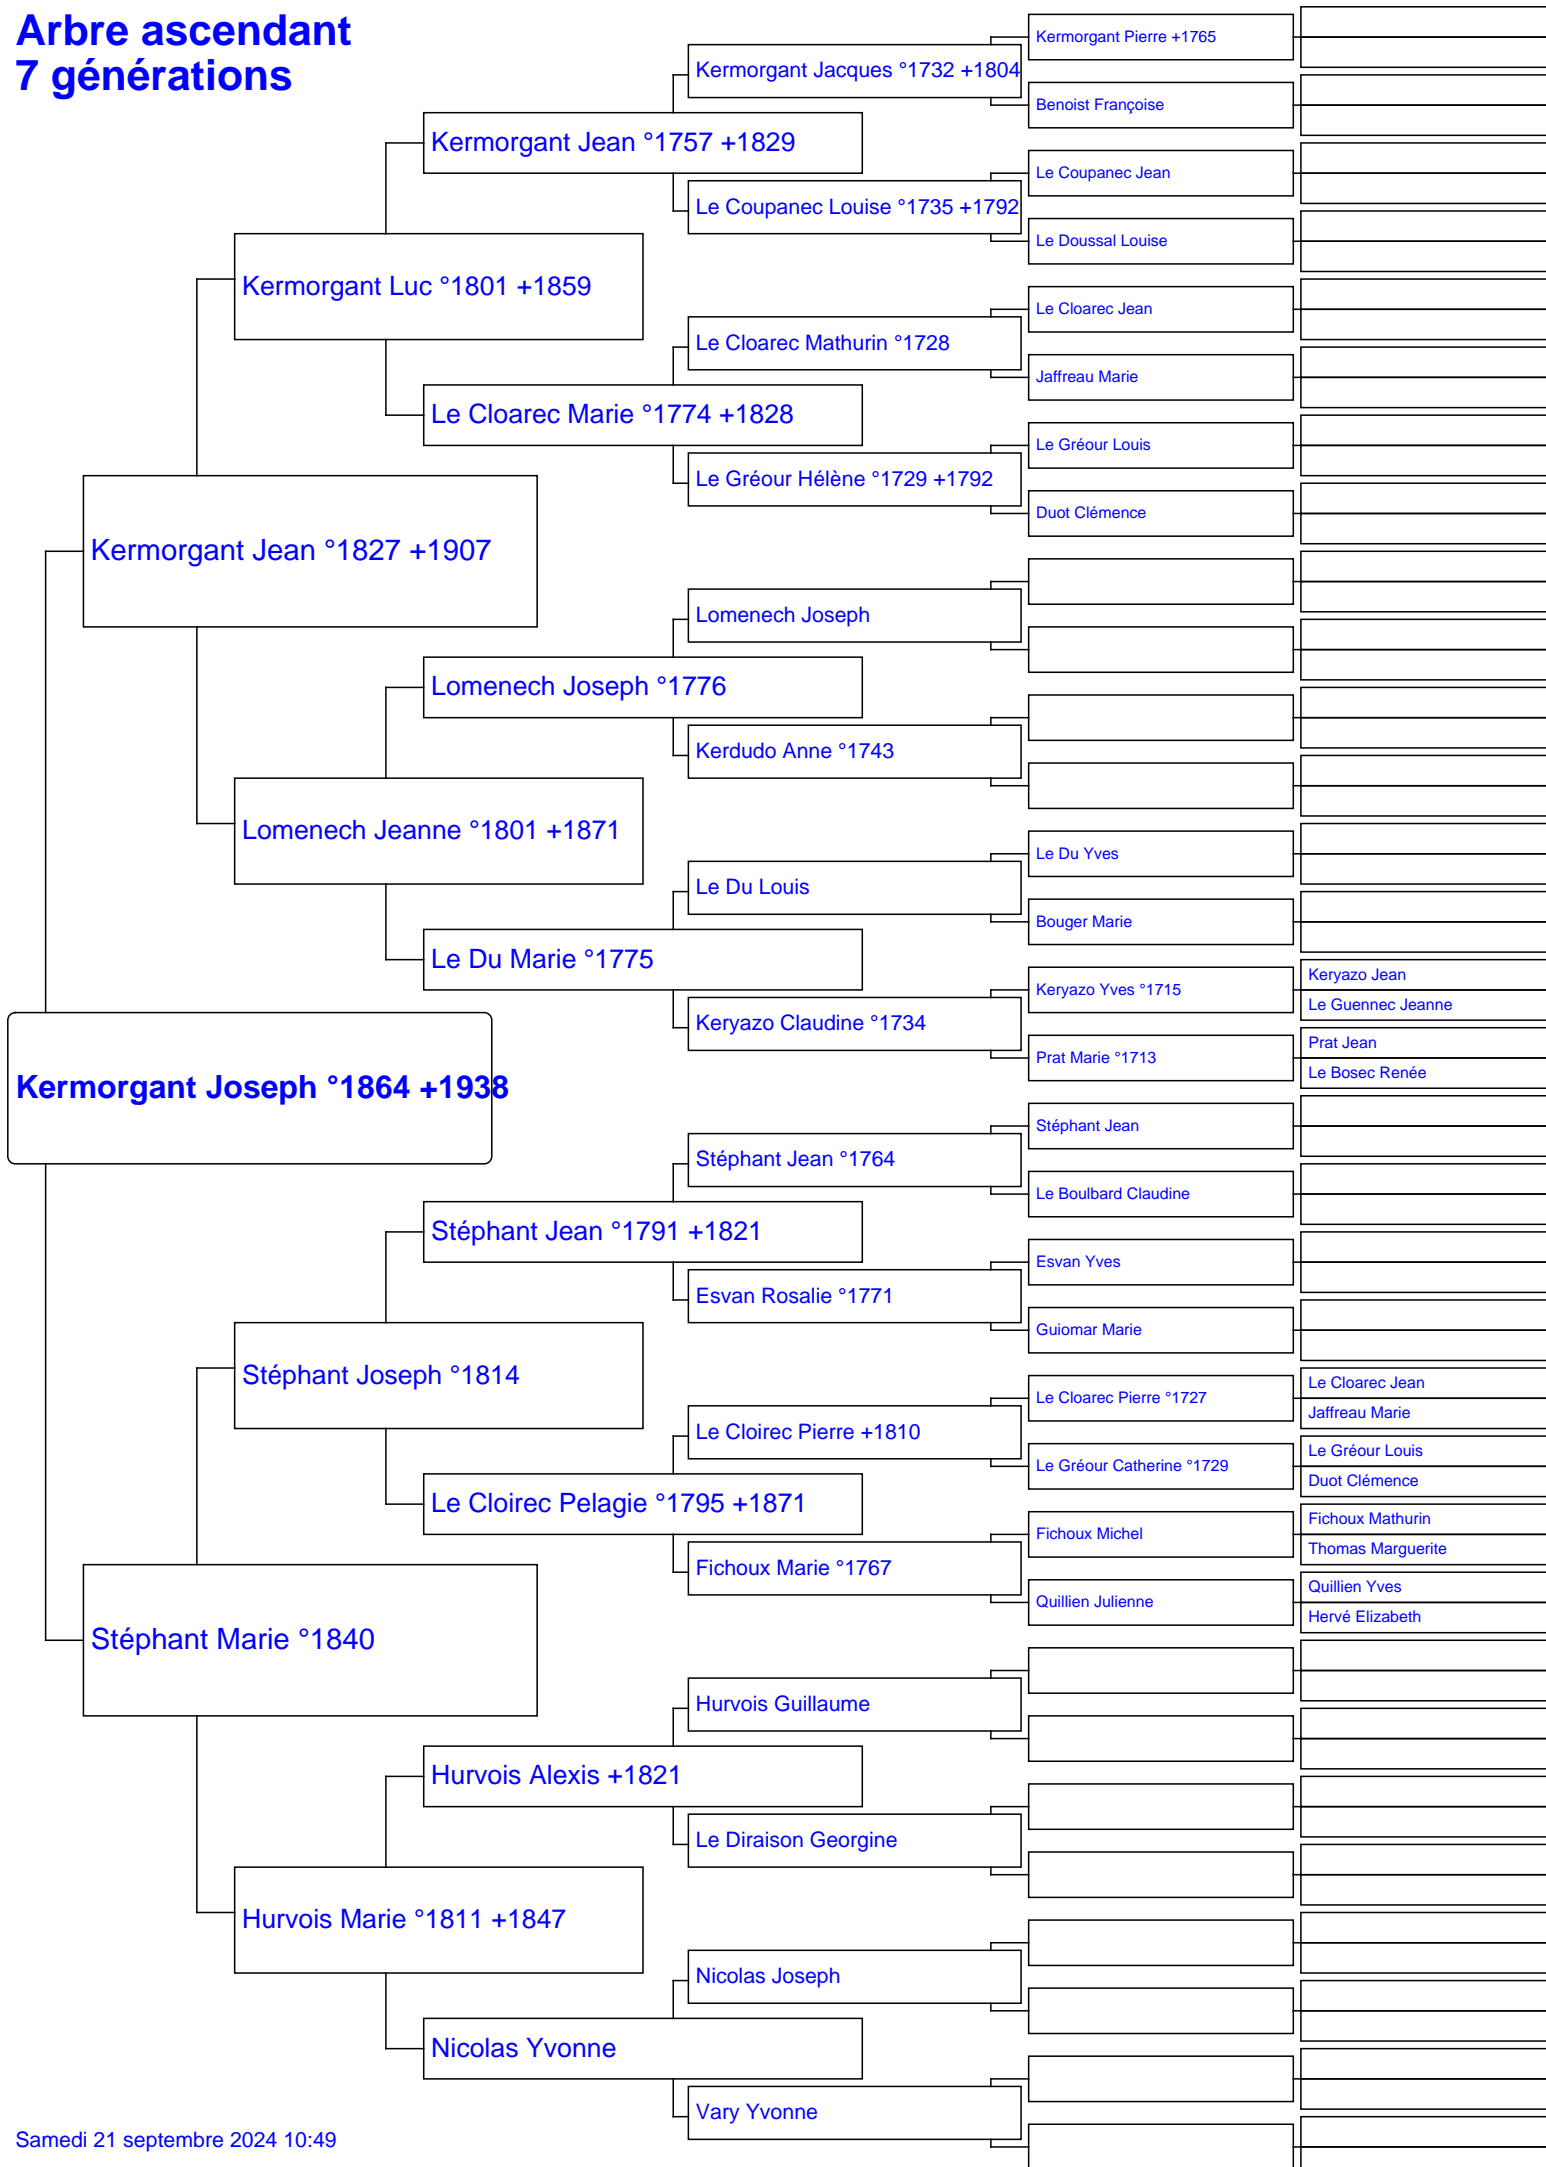 Arbre ascendant
7 générations
Kermorgant Pierre +1765
Kermorgant Jacques °1732 +1804
Benoist Françoise
Kermorgant Jean °1757 +1829
Le Coupanec Jean
Le Coupanec Louise °1735 +1792
Le Doussal Louise
Kermorgant Luc °1801 +1859
Le Cloarec Jean
Le Cloarec Mathurin °1728
Jaffreau Marie
Le Cloarec Marie °1774 +1828
Le Gréour Louis
Le Gréour Hélène °1729 +1792
Duot Clémence
Kermorgant Jean °1827 +1907
Lomenech Joseph
Lomenech Joseph °1776
Kerdudo Anne °1743
Lomenech Jeanne °1801 +1871
Le Du Yves
Le Du Louis
Bouger Marie
Le Du Marie °1775
Keryazo Jean
Keryazo Yves °1715
Le Guennec Jeanne
Keryazo Claudine °1734
Prat Jean
Prat Marie °1713
Le Bosec Renée
Kermorgant Joseph °1864 +1938
Stéphant Jean
Stéphant Jean °1764
Le Boulbard Claudine
Stéphant Jean °1791 +1821
Esvan Yves
Esvan Rosalie °1771
Guiomar Marie
Stéphant Joseph °1814
Le Cloarec Jean
Le Cloarec Pierre °1727
Jaffreau Marie
Le Cloirec Pierre +1810
Le Gréour Louis
Le Gréour Catherine °1729
Duot Clémence
Le Cloirec Pelagie °1795 +1871
Fichoux Mathurin
Fichoux Michel
Thomas Marguerite
Fichoux Marie °1767
Quillien Yves
Quillien Julienne
Hervé Elizabeth
Stéphant Marie °1840
Hurvois Guillaume
Hurvois Alexis +1821
Le Diraison Georgine
Hurvois Marie °1811 +1847
Nicolas Joseph
Nicolas Yvonne
Vary Yvonne
Samedi 21 septembre 2024 10:49